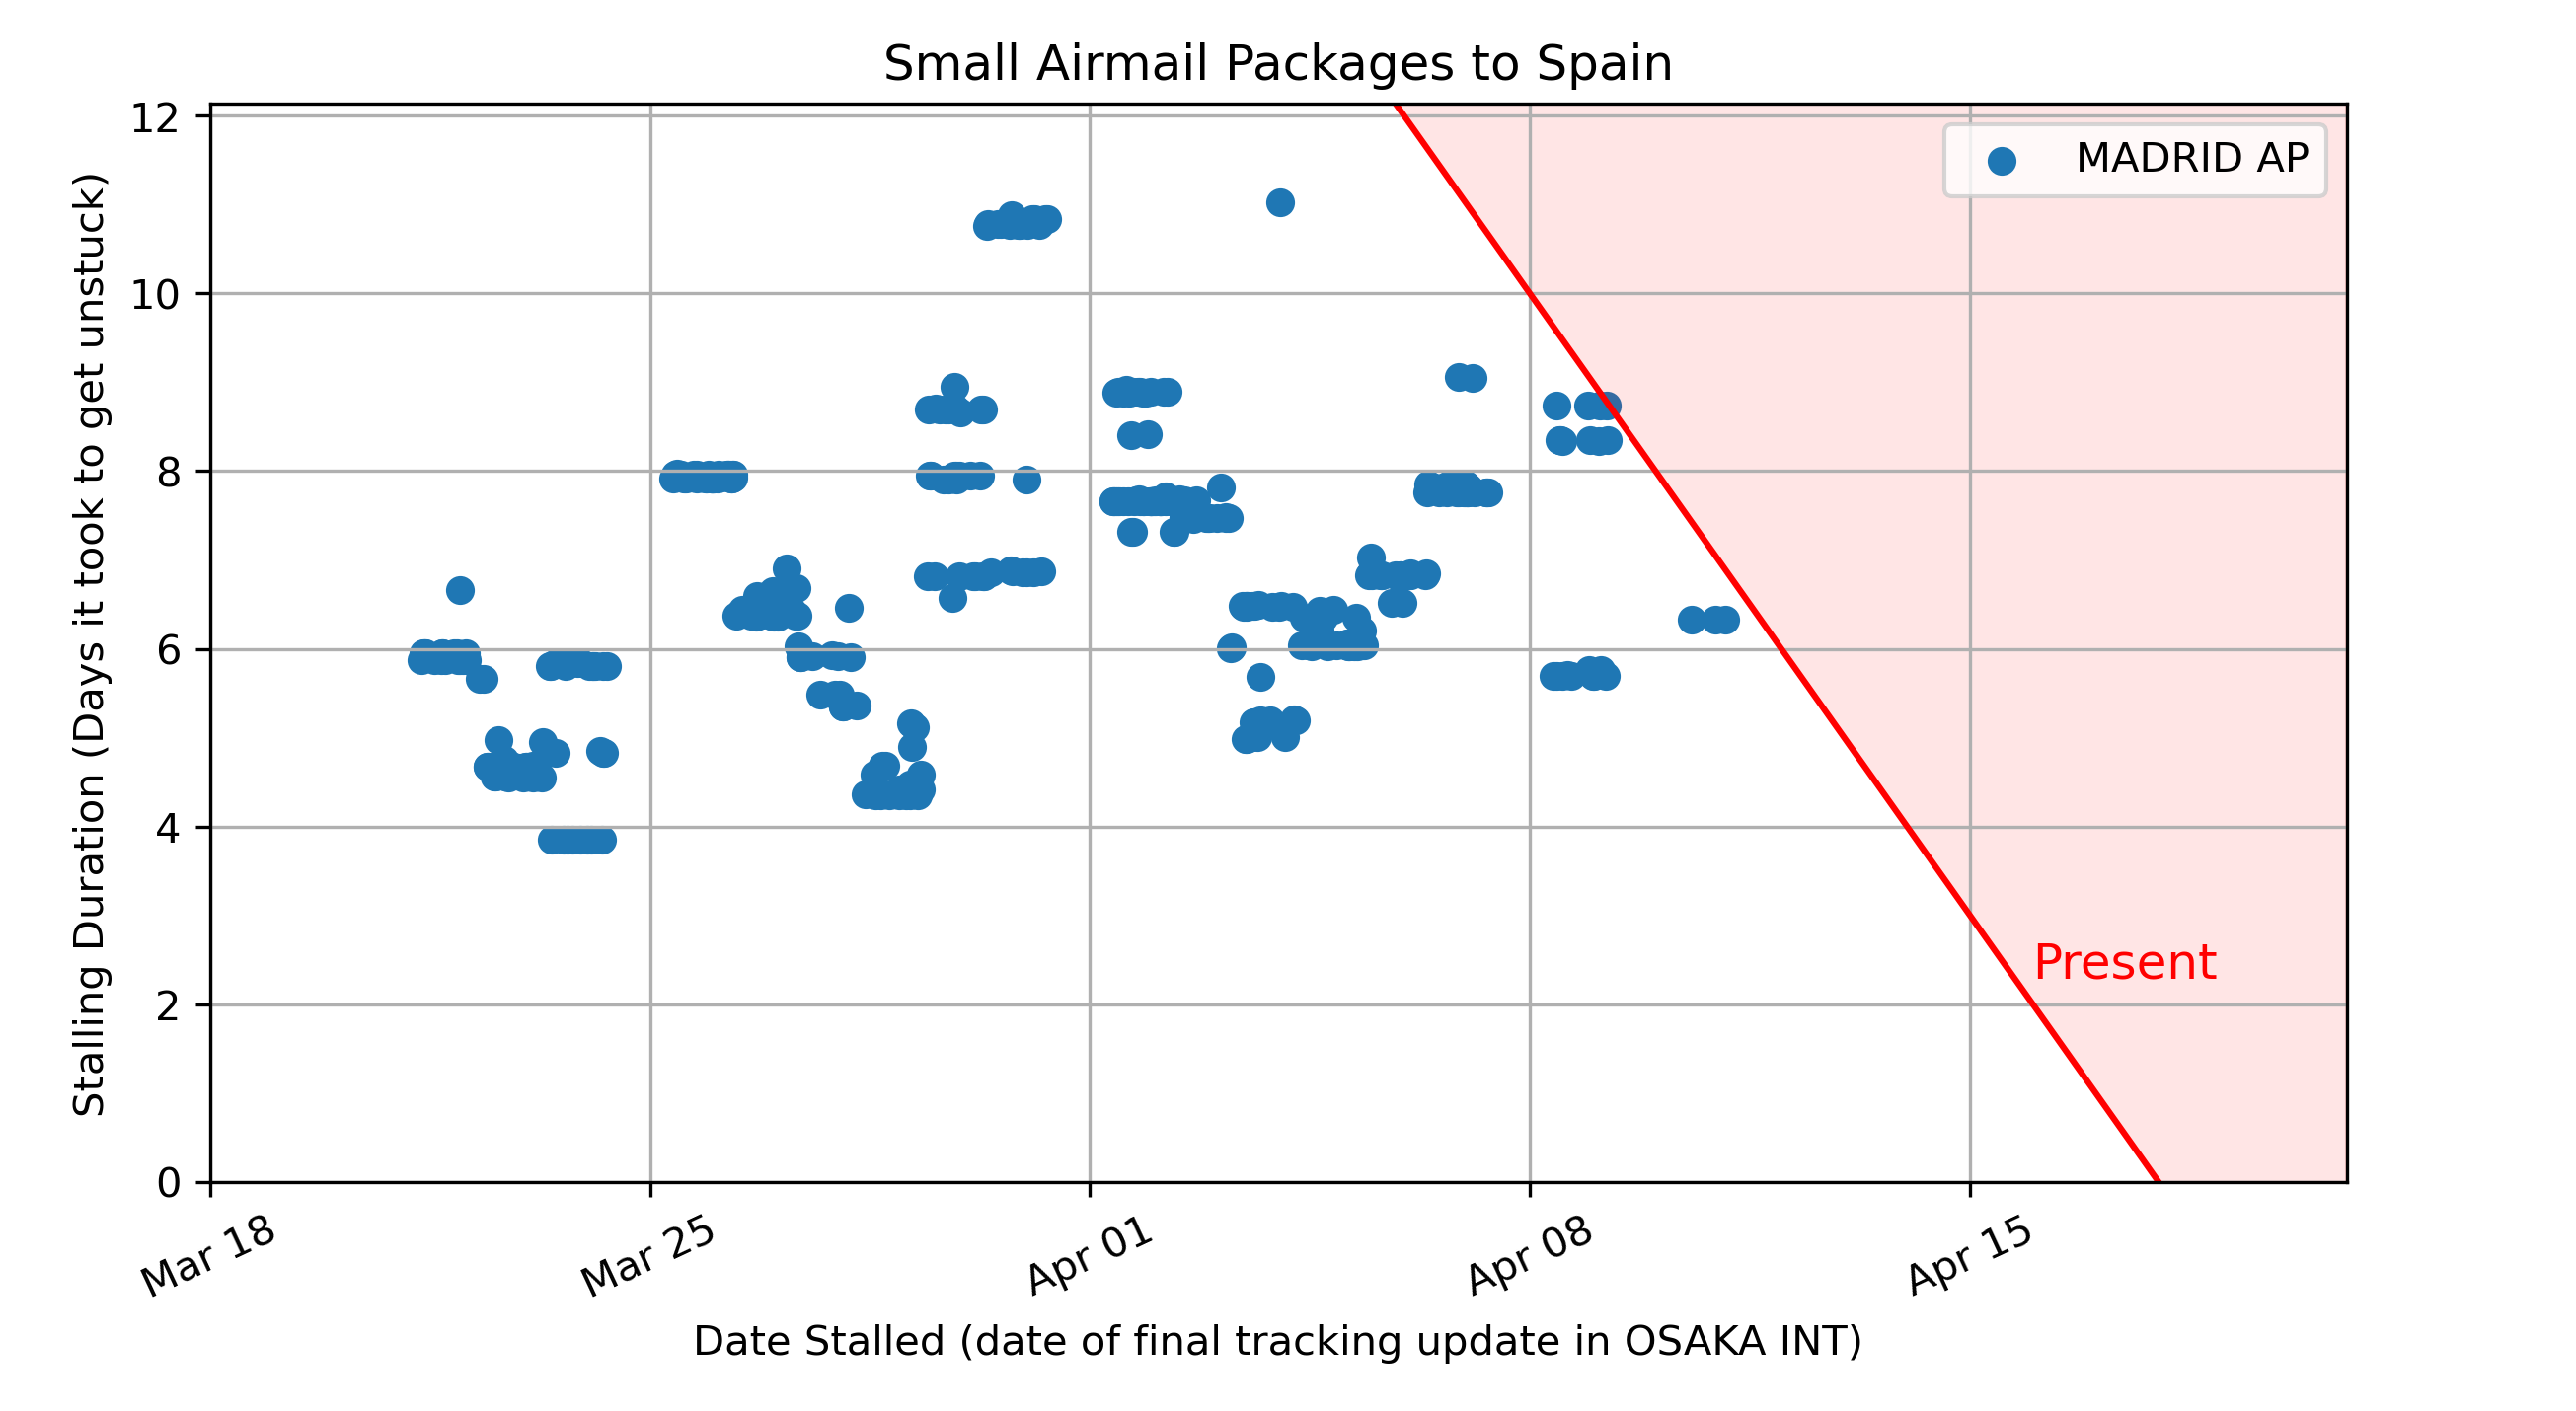 Small Airmail Packages to Spain
Stalling Duration (Days it took to get unstuck)
12
10
8
6
4
2
0
MADRID AP
Present
Mar 18
Mar 25
Apr 01
Apr 08
Apr 15
Date Stalled (date of final tracking update in OSAKA INT)